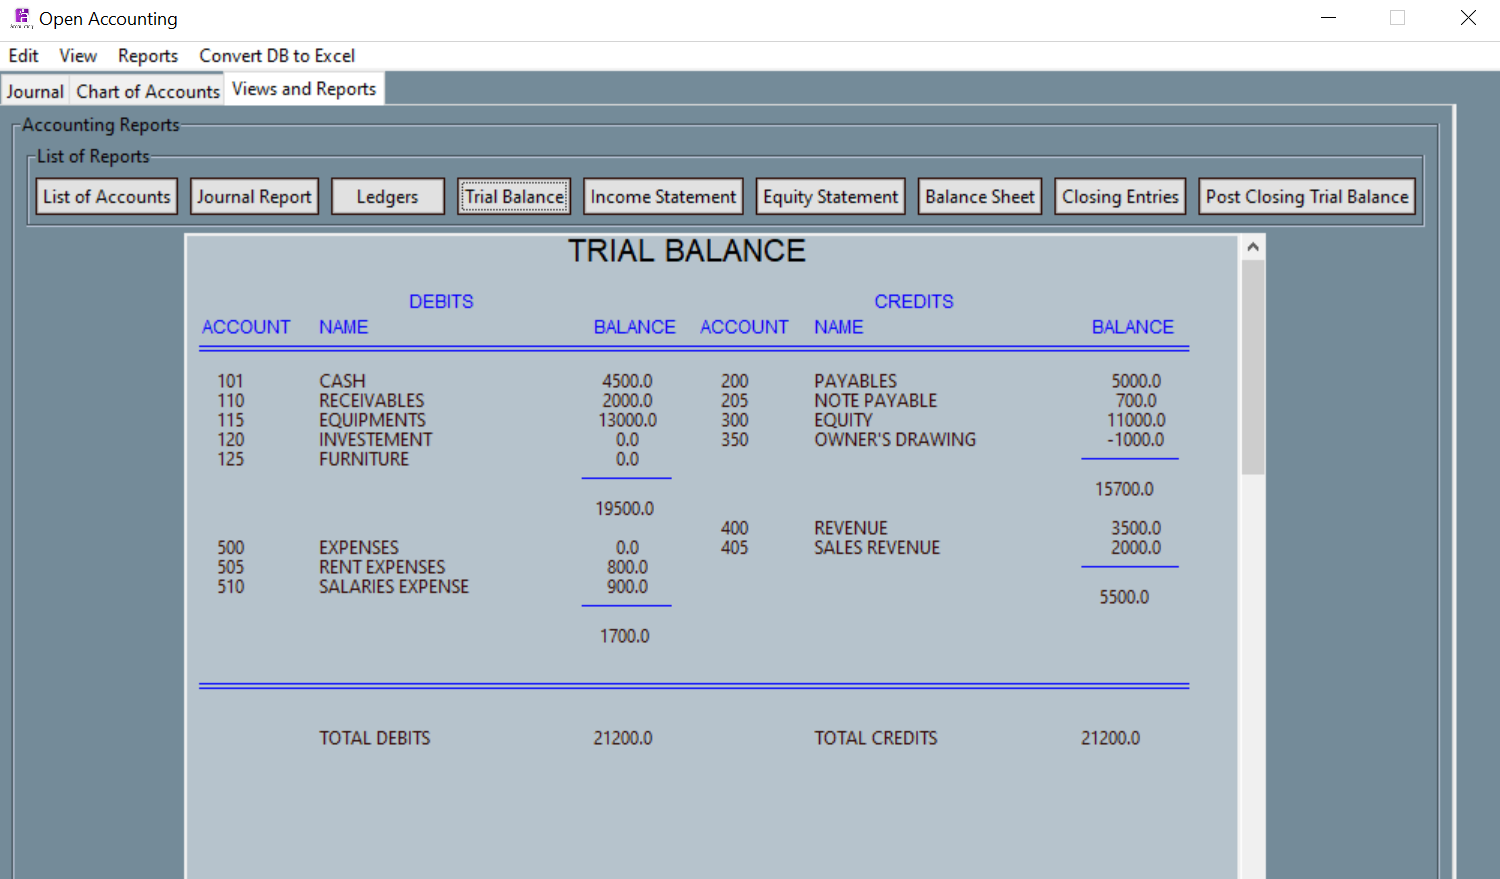 Open Accounting
Edit View Reports Convert DB to Excel
Journal Chart of Accounts Views and Reports
Accounting Reports
List of Reports
List of Accounts Journal Report Ledgers Trial Balance Income Statement Equity Statement Balance Sheet Closing Entries Post Closing Trial Balance
TRIAL BALANCE
DEBITS CREDITS
ACCOUNT NAME BALANCE ACCOUNT NAME BALANCE
101 CASH 4500.0 200 PAYABLES 5000.0
110 RECEIVABLES 2000.0 205 NOTE PAYABLE 700.0
115 EQUIPMENTS 13000.0 300 EQUITY 11000.0
120 INVESTEMENT 0.0 350 OWNER'S DRAWING -1000.0
125 FURNITURE 0.0
15700.0
19500.0
400 REVENUE 3500.0
500 EXPENSES 0.0 405 SALES REVENUE 2000.0
505 RENT EXPENSES 800.0
510 SALARIES EXPENSE 900.0
5500.0
1700.0
TOTAL DEBITS 21200.0 TOTAL CREDITS 21200.0